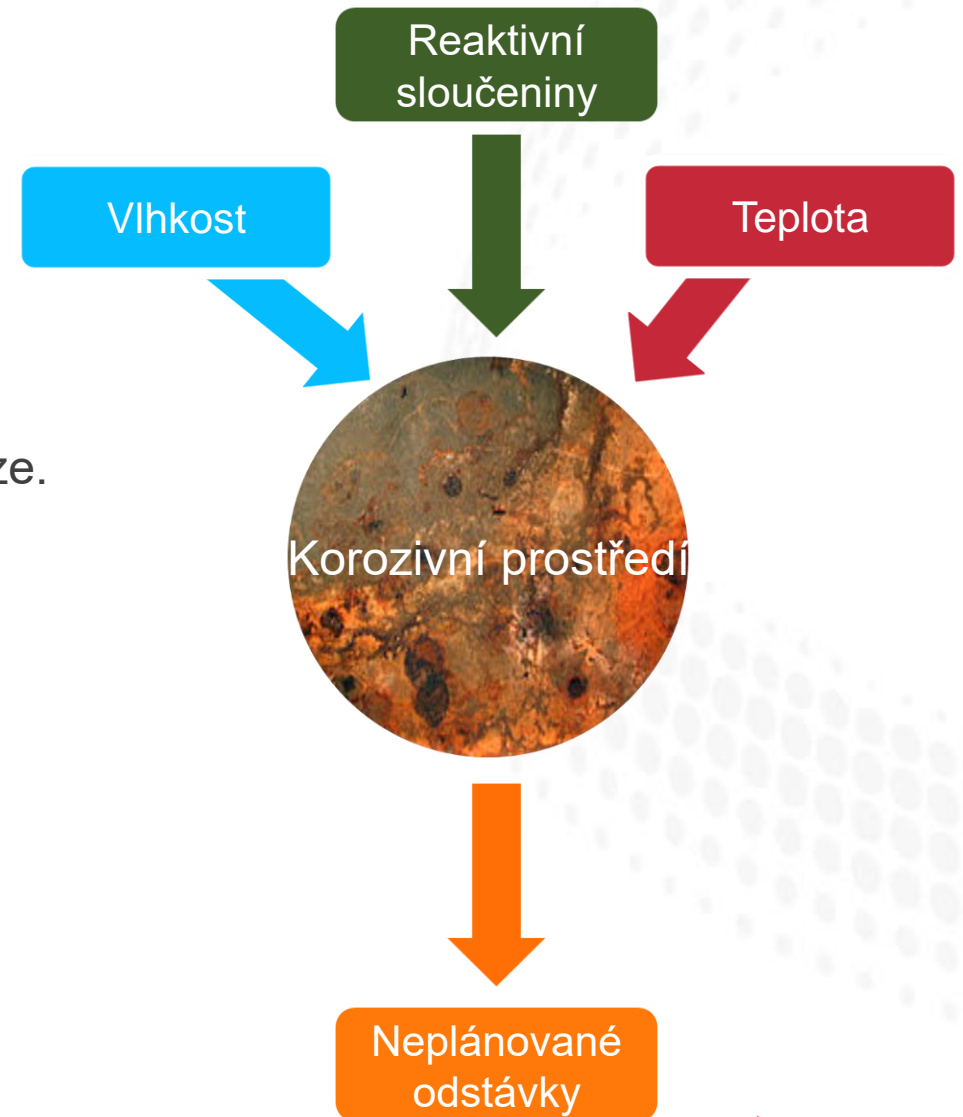 Reaktivní
sloučeniny
Vlhkost
Teplota
ze.
Korozivní prostředí
Neplánované
odstávky